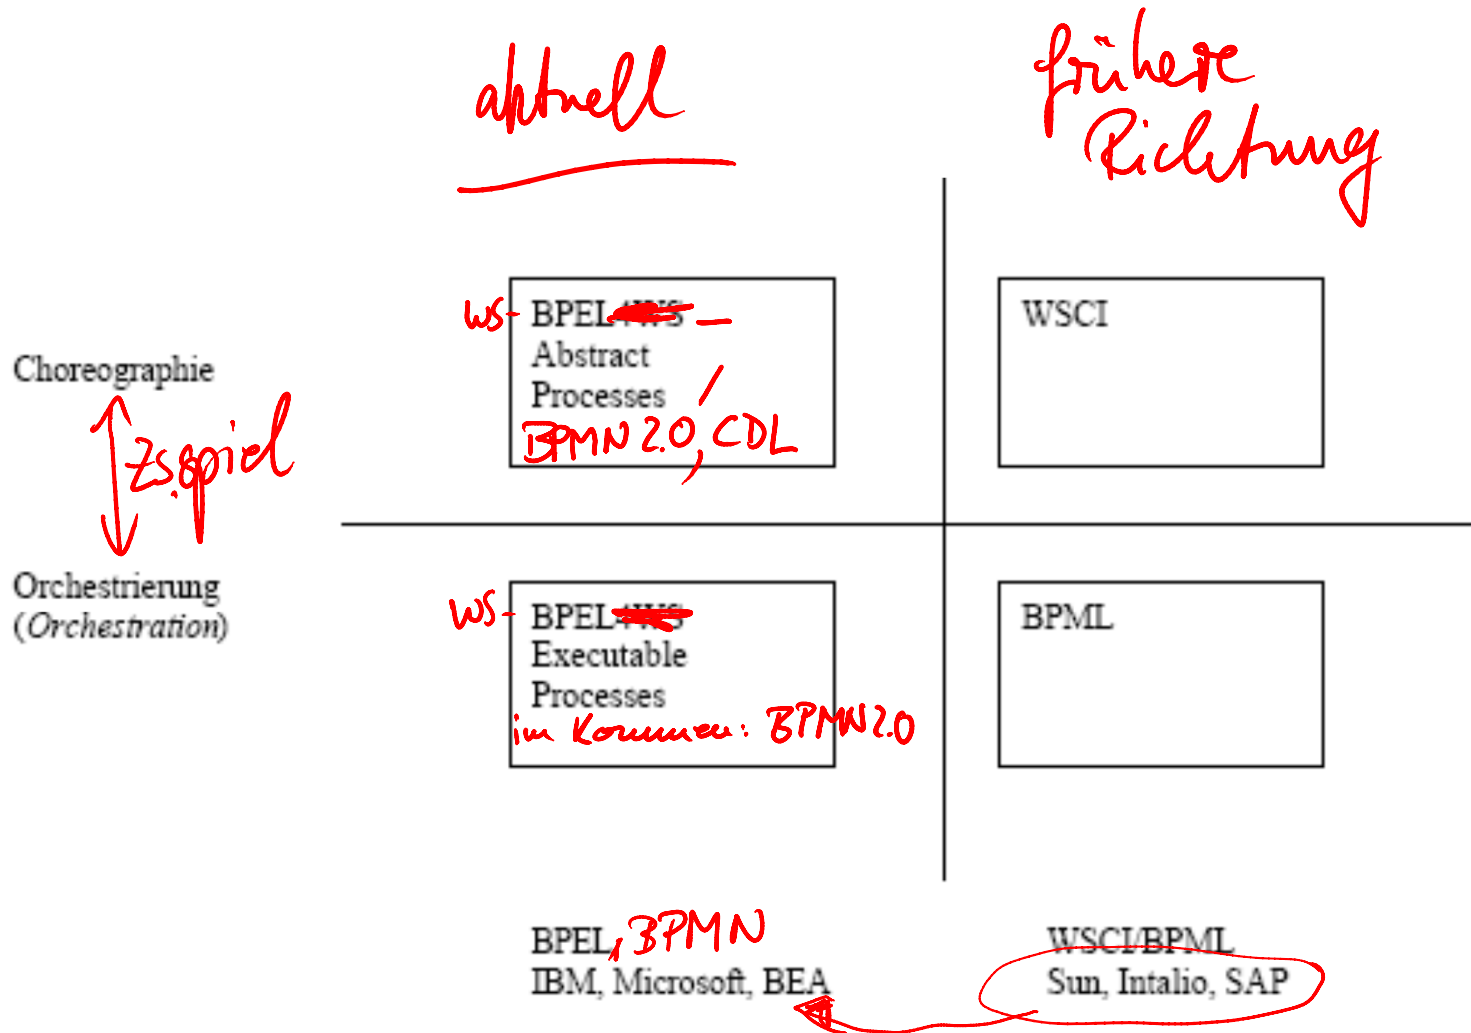 aktuell
frühere
Richtung
WS- BPEL4WS
Abstract
Processes
BPMN 2.0, CDL
WSCI
Choreographie
Zs.spiel
Orchestrierung
(Orchestration)
WS- BPEL4WS
Executable
Processes
im Kommen: BPMN2.0
BPML
BPEL, BPMN
IBM, Microsoft, BEA
WSCI/BPML
Sun, Intalio, SAP